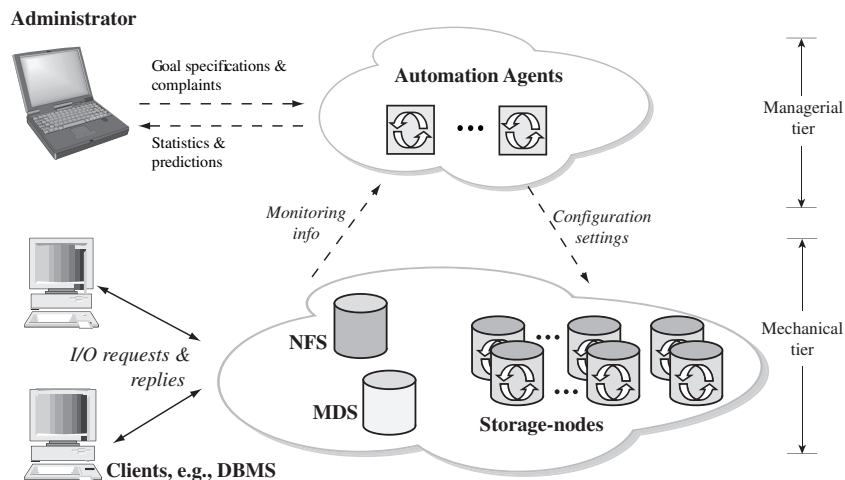 Administrator
Goal specifications &
complaints
Statistics &
predictions
Automation Agents
...
Managerial
tier
Monitoring
info
Configuration
settings
I/O requests &
replies
NFS
MDS
...
...
Storage-nodes
Mechanical
tier
Clients, e.g., DBMS